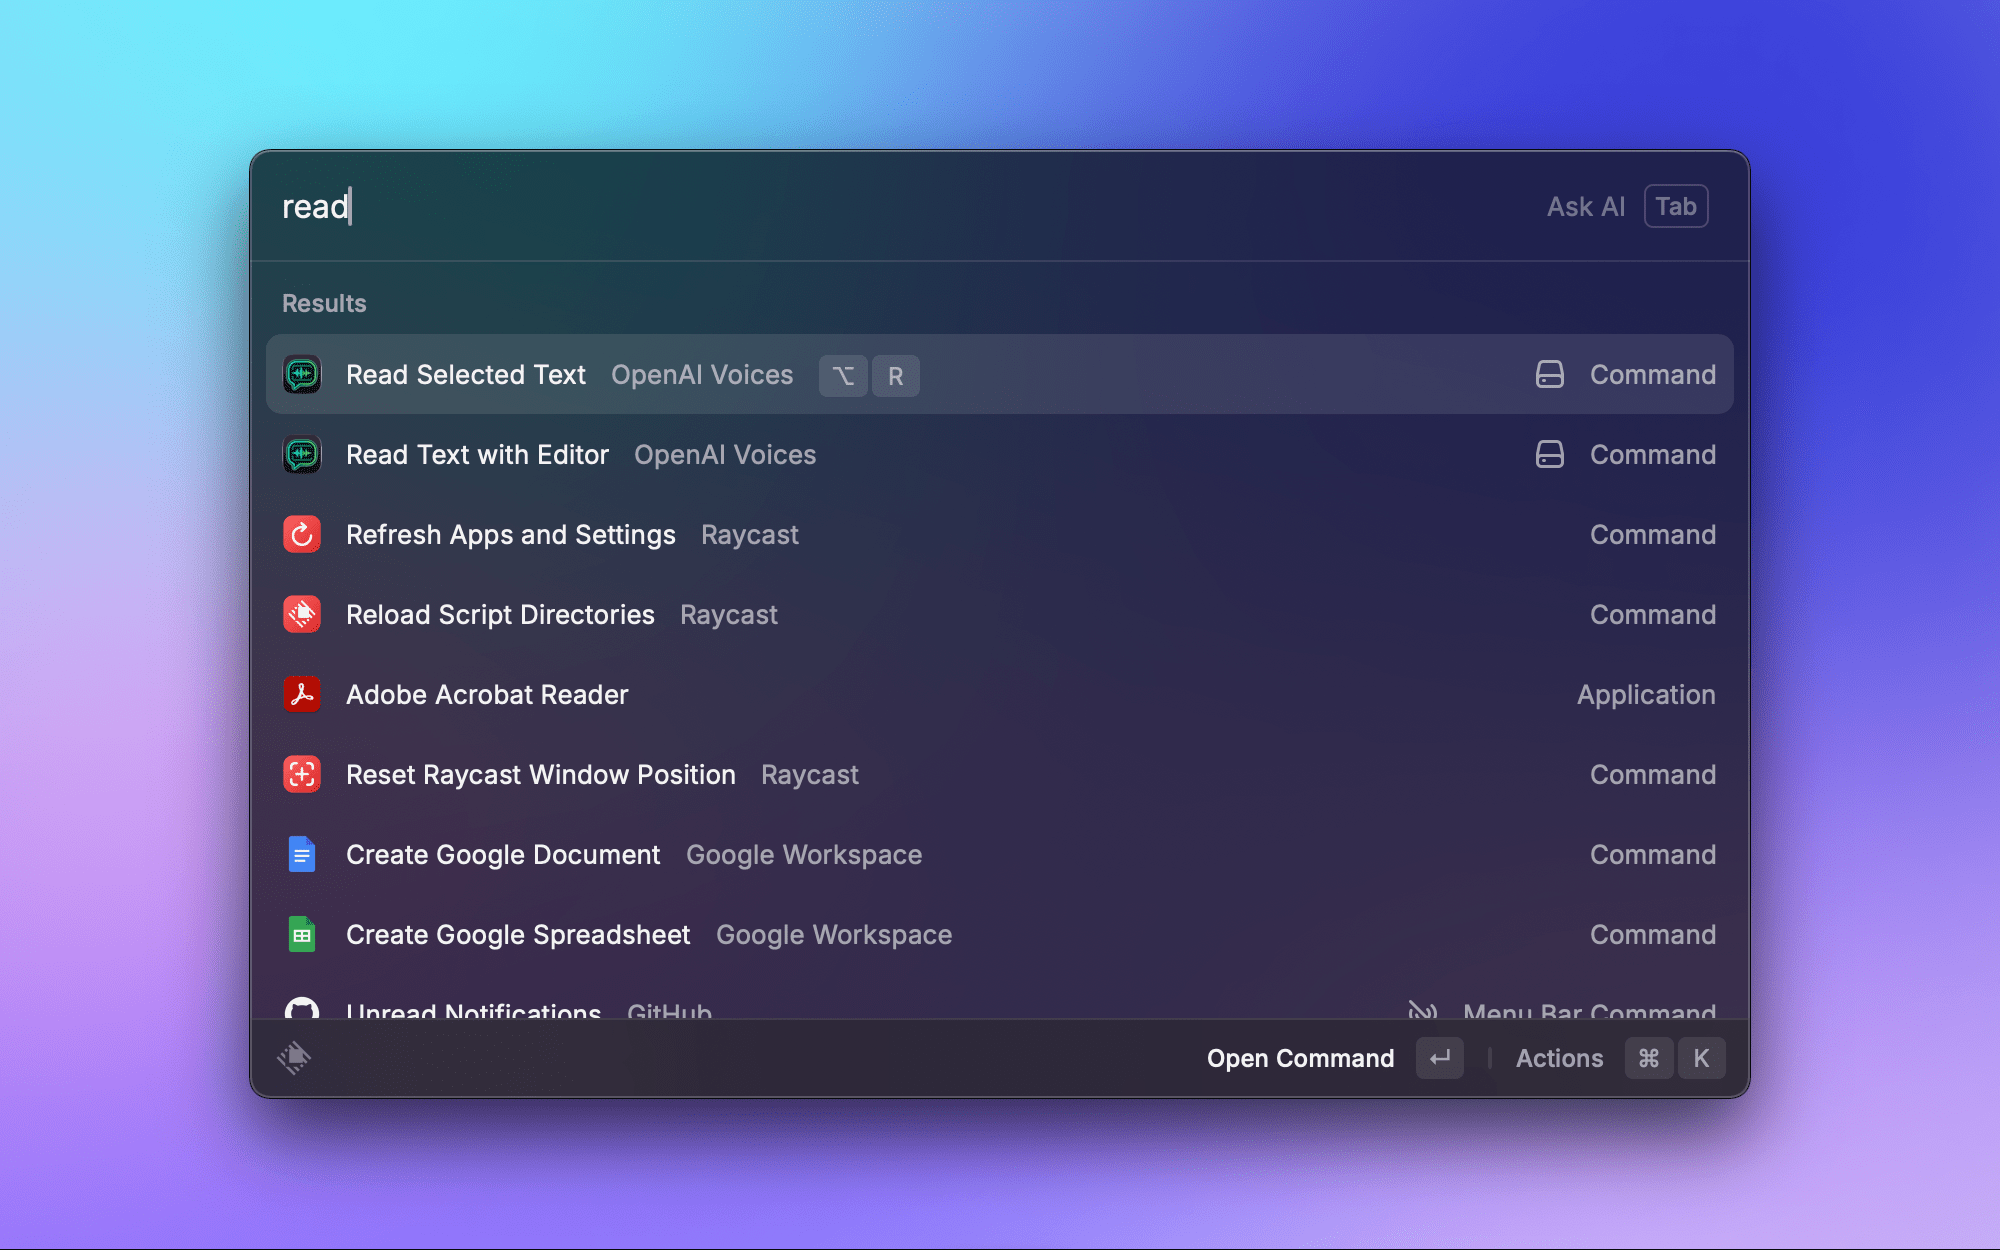 read
Ask AI Tab
Results
Read Selected Text OpenAI Voices ⌥ R Command
Read Text with Editor OpenAI Voices Command
Refresh Apps and Settings Raycast Command
Reload Script Directories Raycast Command
Adobe Acrobat Reader Application
Reset Raycast Window Position Raycast Command
Create Google Document Google Workspace Command
Create Google Spreadsheet Google Workspace Command
Unread Notifications GitHub Menu Bar Command
Open Command ↵ Actions ⌘ K